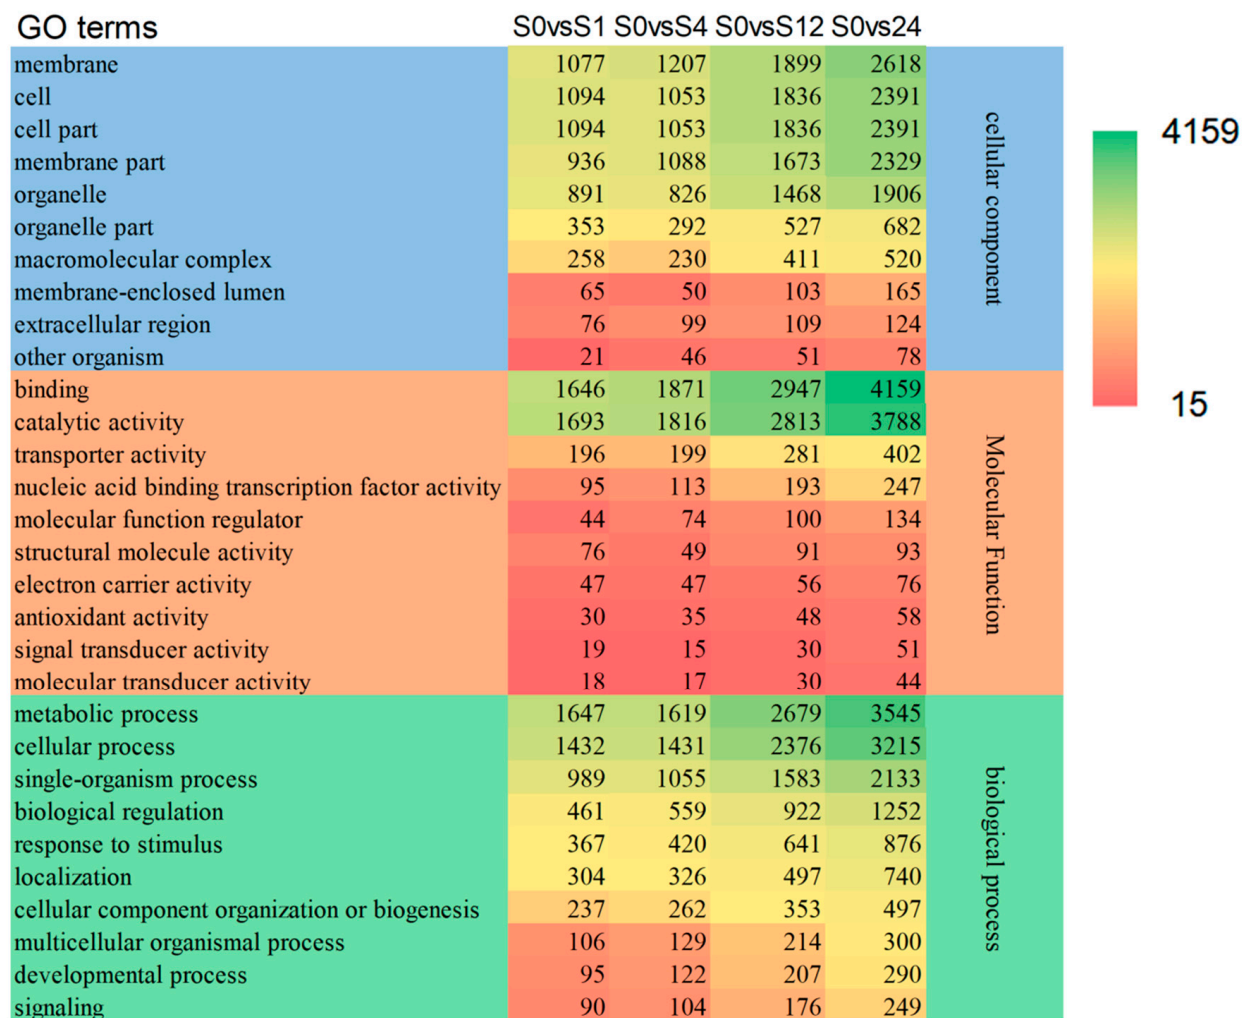 GO terms S0vsS1 S0vsS4 S0vsS12 S0vs24
membrane 1077 1207 1899 2618
cell 1094 1053 1836 2391
cell part 1094 1053 1836 2391
membrane part 936 1088 1673 2329
organelle 891 826 1468 1906
organelle part 353 292 527 682
macromolecular complex 258 230 411 520
membrane-enclosed lumen 65 50 103 165
extracellular region 76 99 109 124
other organism 21 46 51 78
cellular component
binding 1646 1871 2947 4159
catalytic activity 1693 1816 2813 3788
transporter activity 196 199 281 402
nucleic acid binding transcription factor activity 95 113 193 247
molecular function regulator 44 74 100 134
structural molecule activity 76 49 91 93
electron carrier activity 47 47 56 76
antioxidant activity 30 35 48 58
signal transducer activity 19 15 30 51
molecular transducer activity 18 17 30 44
Molecular Function
metabolic process 1647 1619 2679 3545
cellular process 1432 1431 2376 3215
single-organism process 989 1055 1583 2133
biological regulation 461 559 922 1252
response to stimulus 367 420 641 876
localization 304 326 497 740
cellular component organization or biogenesis 237 262 353 497
multicellular organismal process 106 129 214 300
developmental process 95 122 207 290
signaling 90 104 176 249
biological process
4159
15